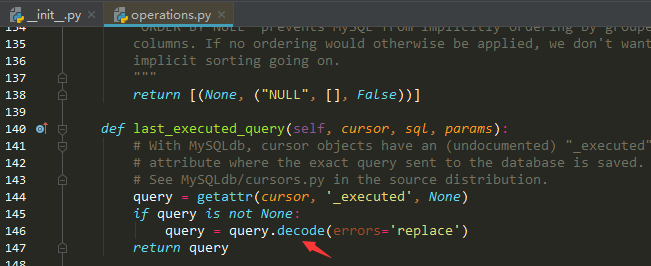 __init__.py × operations.py ×
134 "ORDER BY NULL" prevents MySQL from implicitly ordering by grouped
135 columns. If no ordering would otherwise be applied, we don't want
136 implicit sorting going on.
137 """
138 return [(None, ("NULL", [], False))]
139
140 def last_executed_query(self, cursor, sql, params):
141 # With MySQLdb, cursor objects have an (undocumented) "_executed"
142 # attribute where the exact query sent to the database is saved.
143 # See MySQLdb/cursors.py in the source distribution.
144 query = getattr(cursor, '_executed', None)
145 if query is not None:
146 query = query.decode(errors='replace')
147 return query